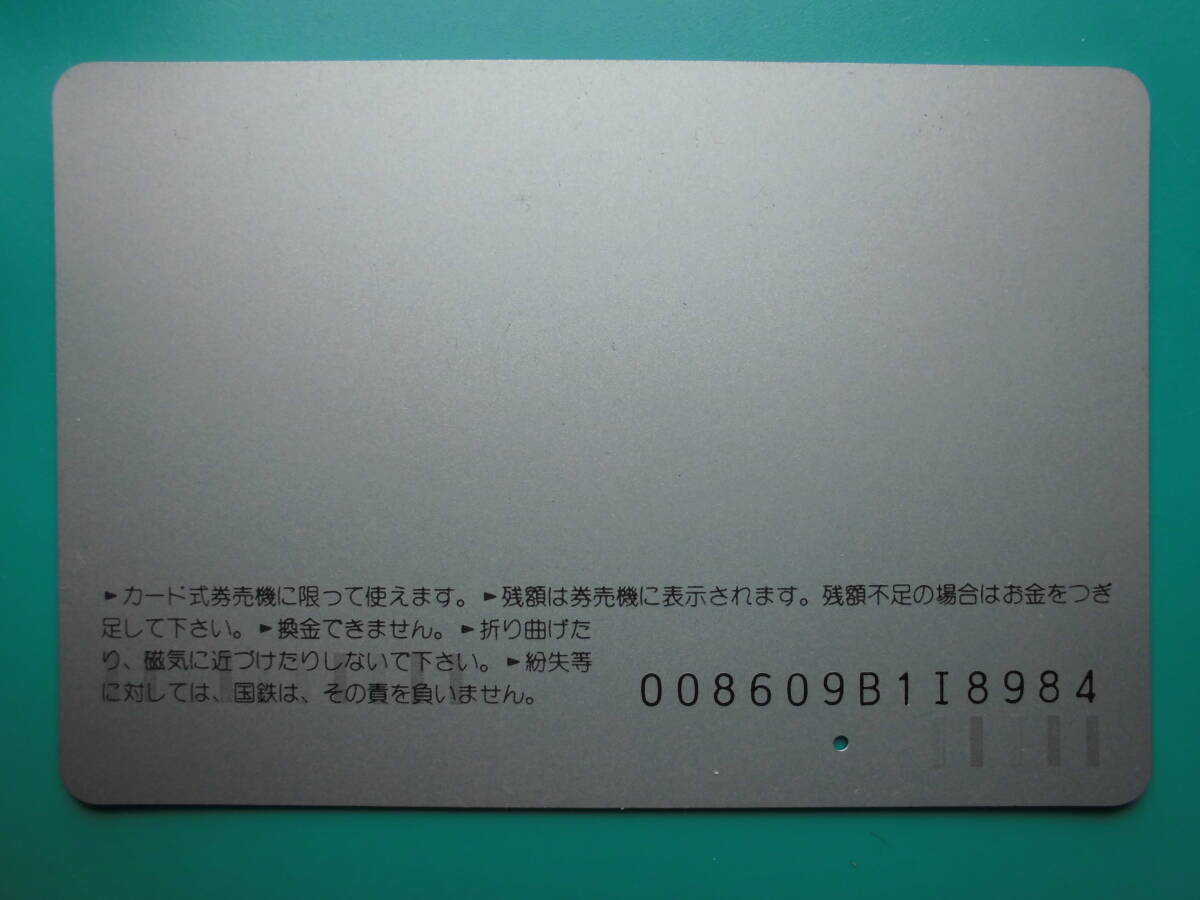 ►カード式券売機に限って使えます。►残額は券売機に表示されます。残額不足の場合はお金をつぎ
足して下さい。►換金できません。►折り曲げた
り、磁気に近づけたりしないで下さい。►紛失等
に対しては、国鉄は、その責を負いません。
008609B1I8984